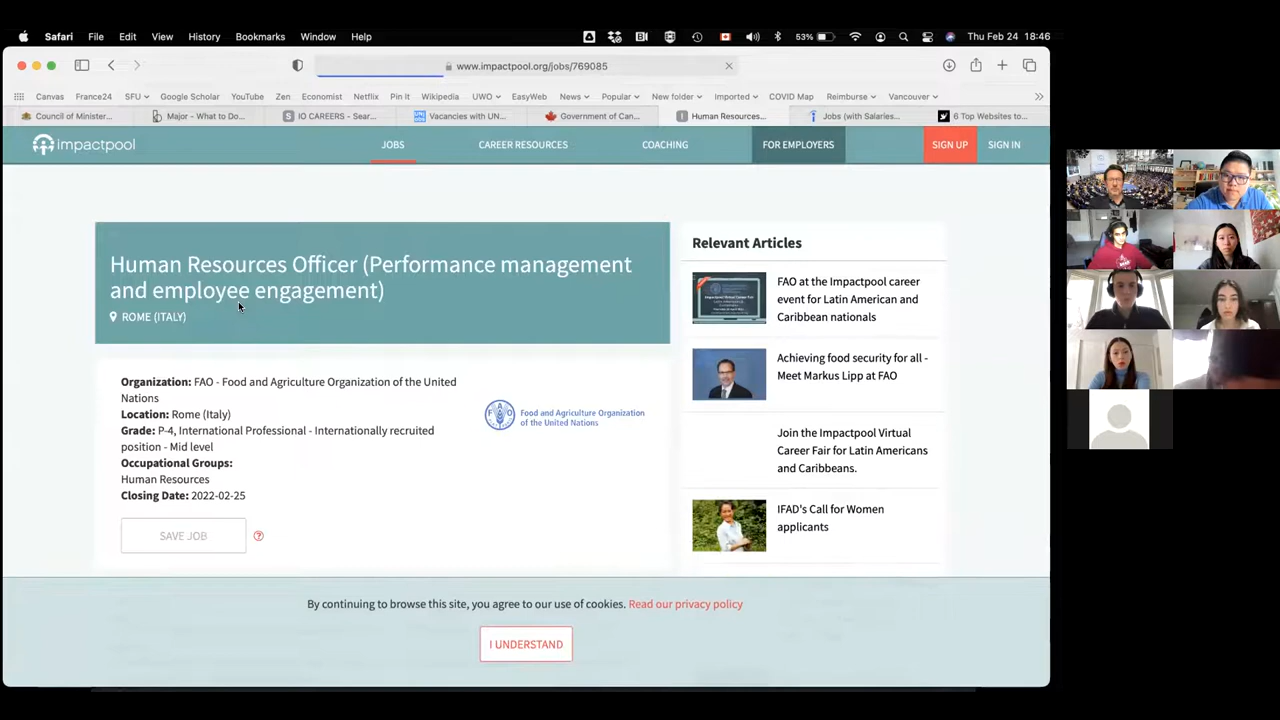 Safari File Edit View History Bookmarks Window Help 53% Thu Feb 24 18:46
www.impactpool.org/jobs/769085
Canvas France24 SFU Google Scholar YouTube Zen Economist Netflix Pin It Wikipedia UWO EasyWeb News Popular New folder Imported COVID Map Reimburse Vancouver
Council of Minister... Major - What to Do... IO CAREERS - Sear... Vacancies with UN... Government of Can... Human Resources... Jobs (with Salaries... 6 Top Websites to...
impactpool JOBS CAREER RESOURCES COACHING FOR EMPLOYERS SIGN UP SIGN IN
Human Resources Officer (Performance management
and employee engagement)
ROME (ITALY)
Organization: FAO - Food and Agriculture Organization of the United
Nations
Location: Rome (Italy)
Grade: P-4, International Professional - Internationally recruited
position - Mid level
Occupational Groups:
Human Resources
Closing Date: 2022-02-25
SAVE JOB
FAO
Food and Agriculture Organization
of the United Nations
Relevant Articles
FAO at the Impactpool career
event for Latin American and
Caribbean nationals
Achieving food security for all -
Meet Markus Lipp at FAO
Join the Impactpool Virtual
Career Fair for Latin Americans
and Caribbeans.
IFAD's Call for Women
applicants
By continuing to browse this site, you agree to our use of cookies. Read our privacy policy
I UNDERSTAND